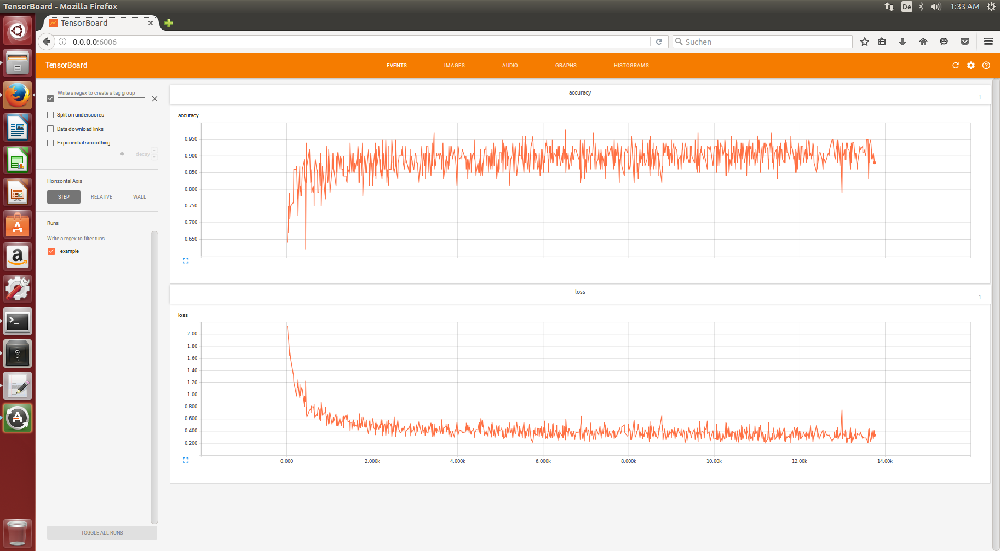 TensorBoard - Mozilla Firefox
De
1:33 AM
TensorBoard
0.0.0.0:6006
Suchen
TensorBoard
EVENTS
IMAGES
AUDIO
GRAPHS
HISTOGRAMS
Write a regex to create a tag group
Split on underscores
Data download links
Exponential smoothing
decay
Horizontal Axis
STEP
RELATIVE
WALL
Runs
Write a regex to filter runs
example
TOGGLE ALL RUNS
accuracy
1
accuracy
0.950
0.900
0.850
0.800
0.750
0.700
0.650
loss
1
loss
2.00
1.80
1.60
1.40
1.20
1.00
0.800
0.600
0.400
0.200
0.000
2.000k
4.000k
6.000k
8.000k
10.00k
12.00k
14.00k